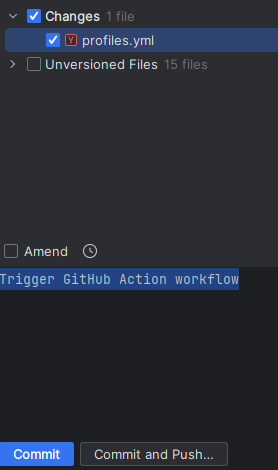 Changes 1 file
Y profiles.yml
Unversioned Files 15 files
Amend
Trigger GitHub Action workflow
Commit Commit and Push...